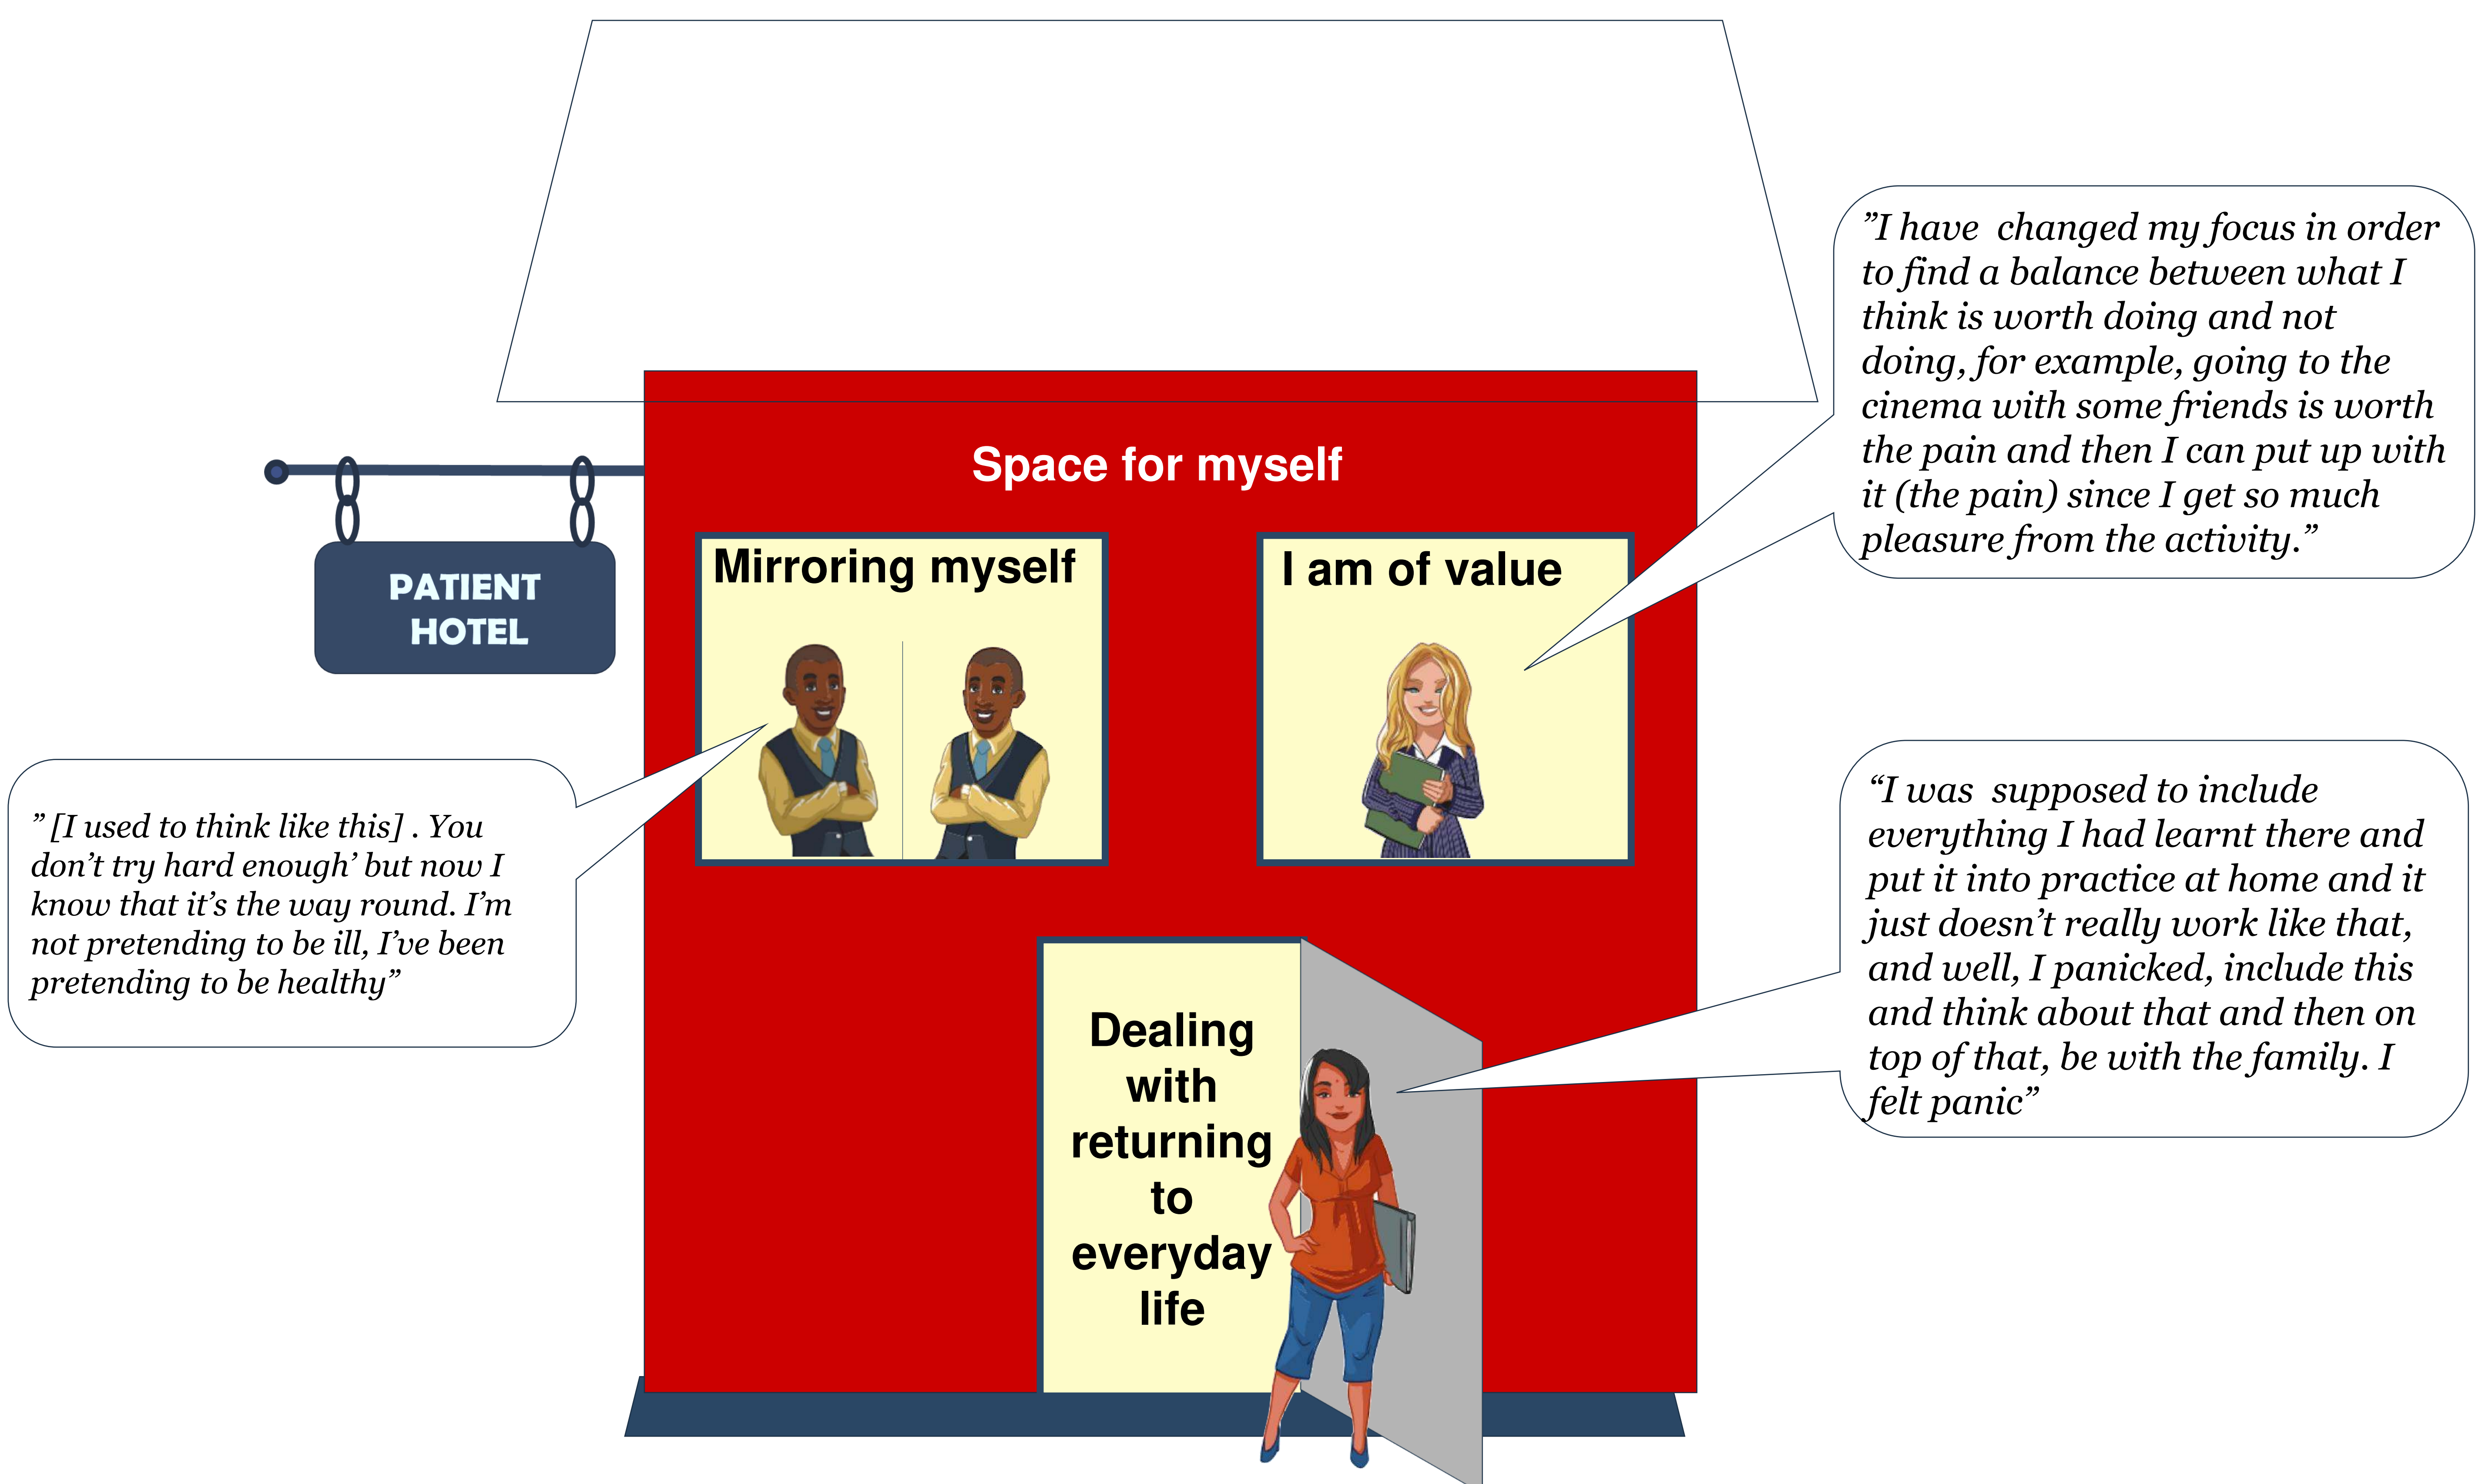 Space for myself
PATIENT
HOTEL
Mirroring myself
I am of value
Dealing
with
returning
to
everyday
life
”I have  changed my focus in order
to find a balance between what I
think is worth doing and not
doing, for example, going to the
cinema with some friends is worth
the pain and then I can put up with
it (the pain) since I get so much
pleasure from the activity.”
” [I used to think like this] . You
don’t try hard enough’ but now I
know that it’s the way round. I’m
not pretending to be ill, I’ve been
pretending to be healthy”
“I was  supposed to include
everything I had learnt there and
put it into practice at home and it
just doesn’t really work like that,
and well, I panicked, include this
and think about that and then on
top of that, be with the family. I
felt panic”